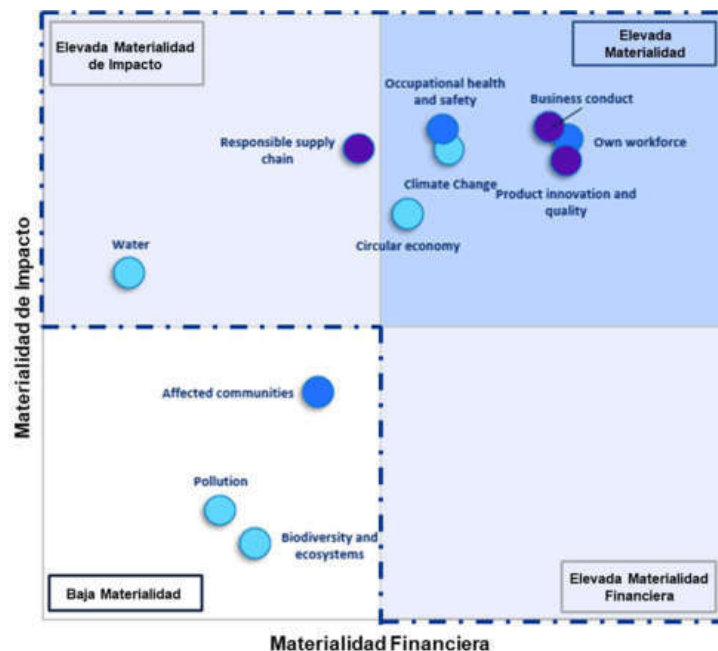 Elevada Materialidad
de Impacto
Elevada
Materialidad
Occupational health
and safety
Business conduct
Responsible supply
chain
Own workforce
Climate Change
Product innovation and
quality
Water
Circular economy
Affected communities
Pollution
Biodiversity and
ecosystems
Baja Materialidad
Elevada Materialidad
Financiera
Materialidad de Impacto
Materialidad Financiera